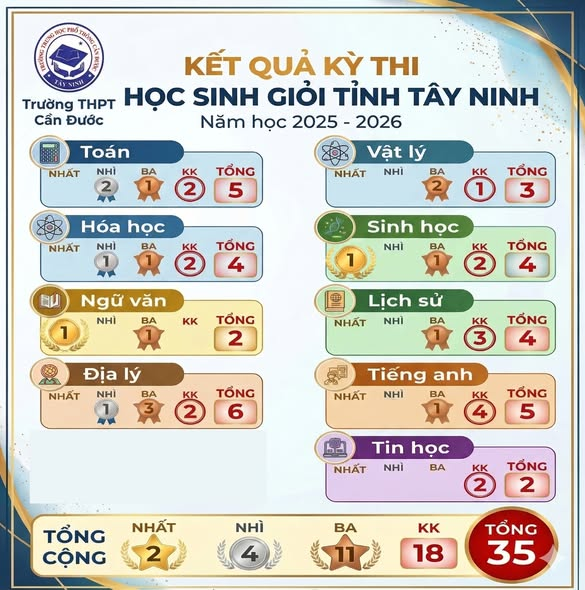 TRƯỜNG TRUNG HỌC PHỔ THÔNG CẦN ĐƯỚC
TÂY NINH
Trường THPT
Cần Đước
KẾT QUẢ KỲ THI
HỌC SINH GIỎI TỈNH TÂY NINH
Năm học 2025 - 2026
Toán
NHẤT NHÌ BA KK TỔNG
2 1 2 5
Vật lý
NHẤT NHÌ BA KK TỔNG
2 1 3
Hóa học
NHẤT NHÌ BA KK TỔNG
1 1 2 4
Sinh học
NHÌ BA KK TỔNG
1 1 2 4
Ngữ văn
NHÌ BA KK TỔNG
1 1 2
Lịch sử
NHẤT NHÌ BA KK TỔNG
1 3 4
Địa lý
NHẤT NHÌ BA KK TỔNG
1 3 2 6
Tiếng anh
NHẤT NHÌ BA KK TỔNG
1 4 5
Tin học
NHẤT NHÌ BA KK TỔNG
2 2
TỔNG CỘNG
NHẤT NHÌ BA KK TỔNG
2 4 11 18 35